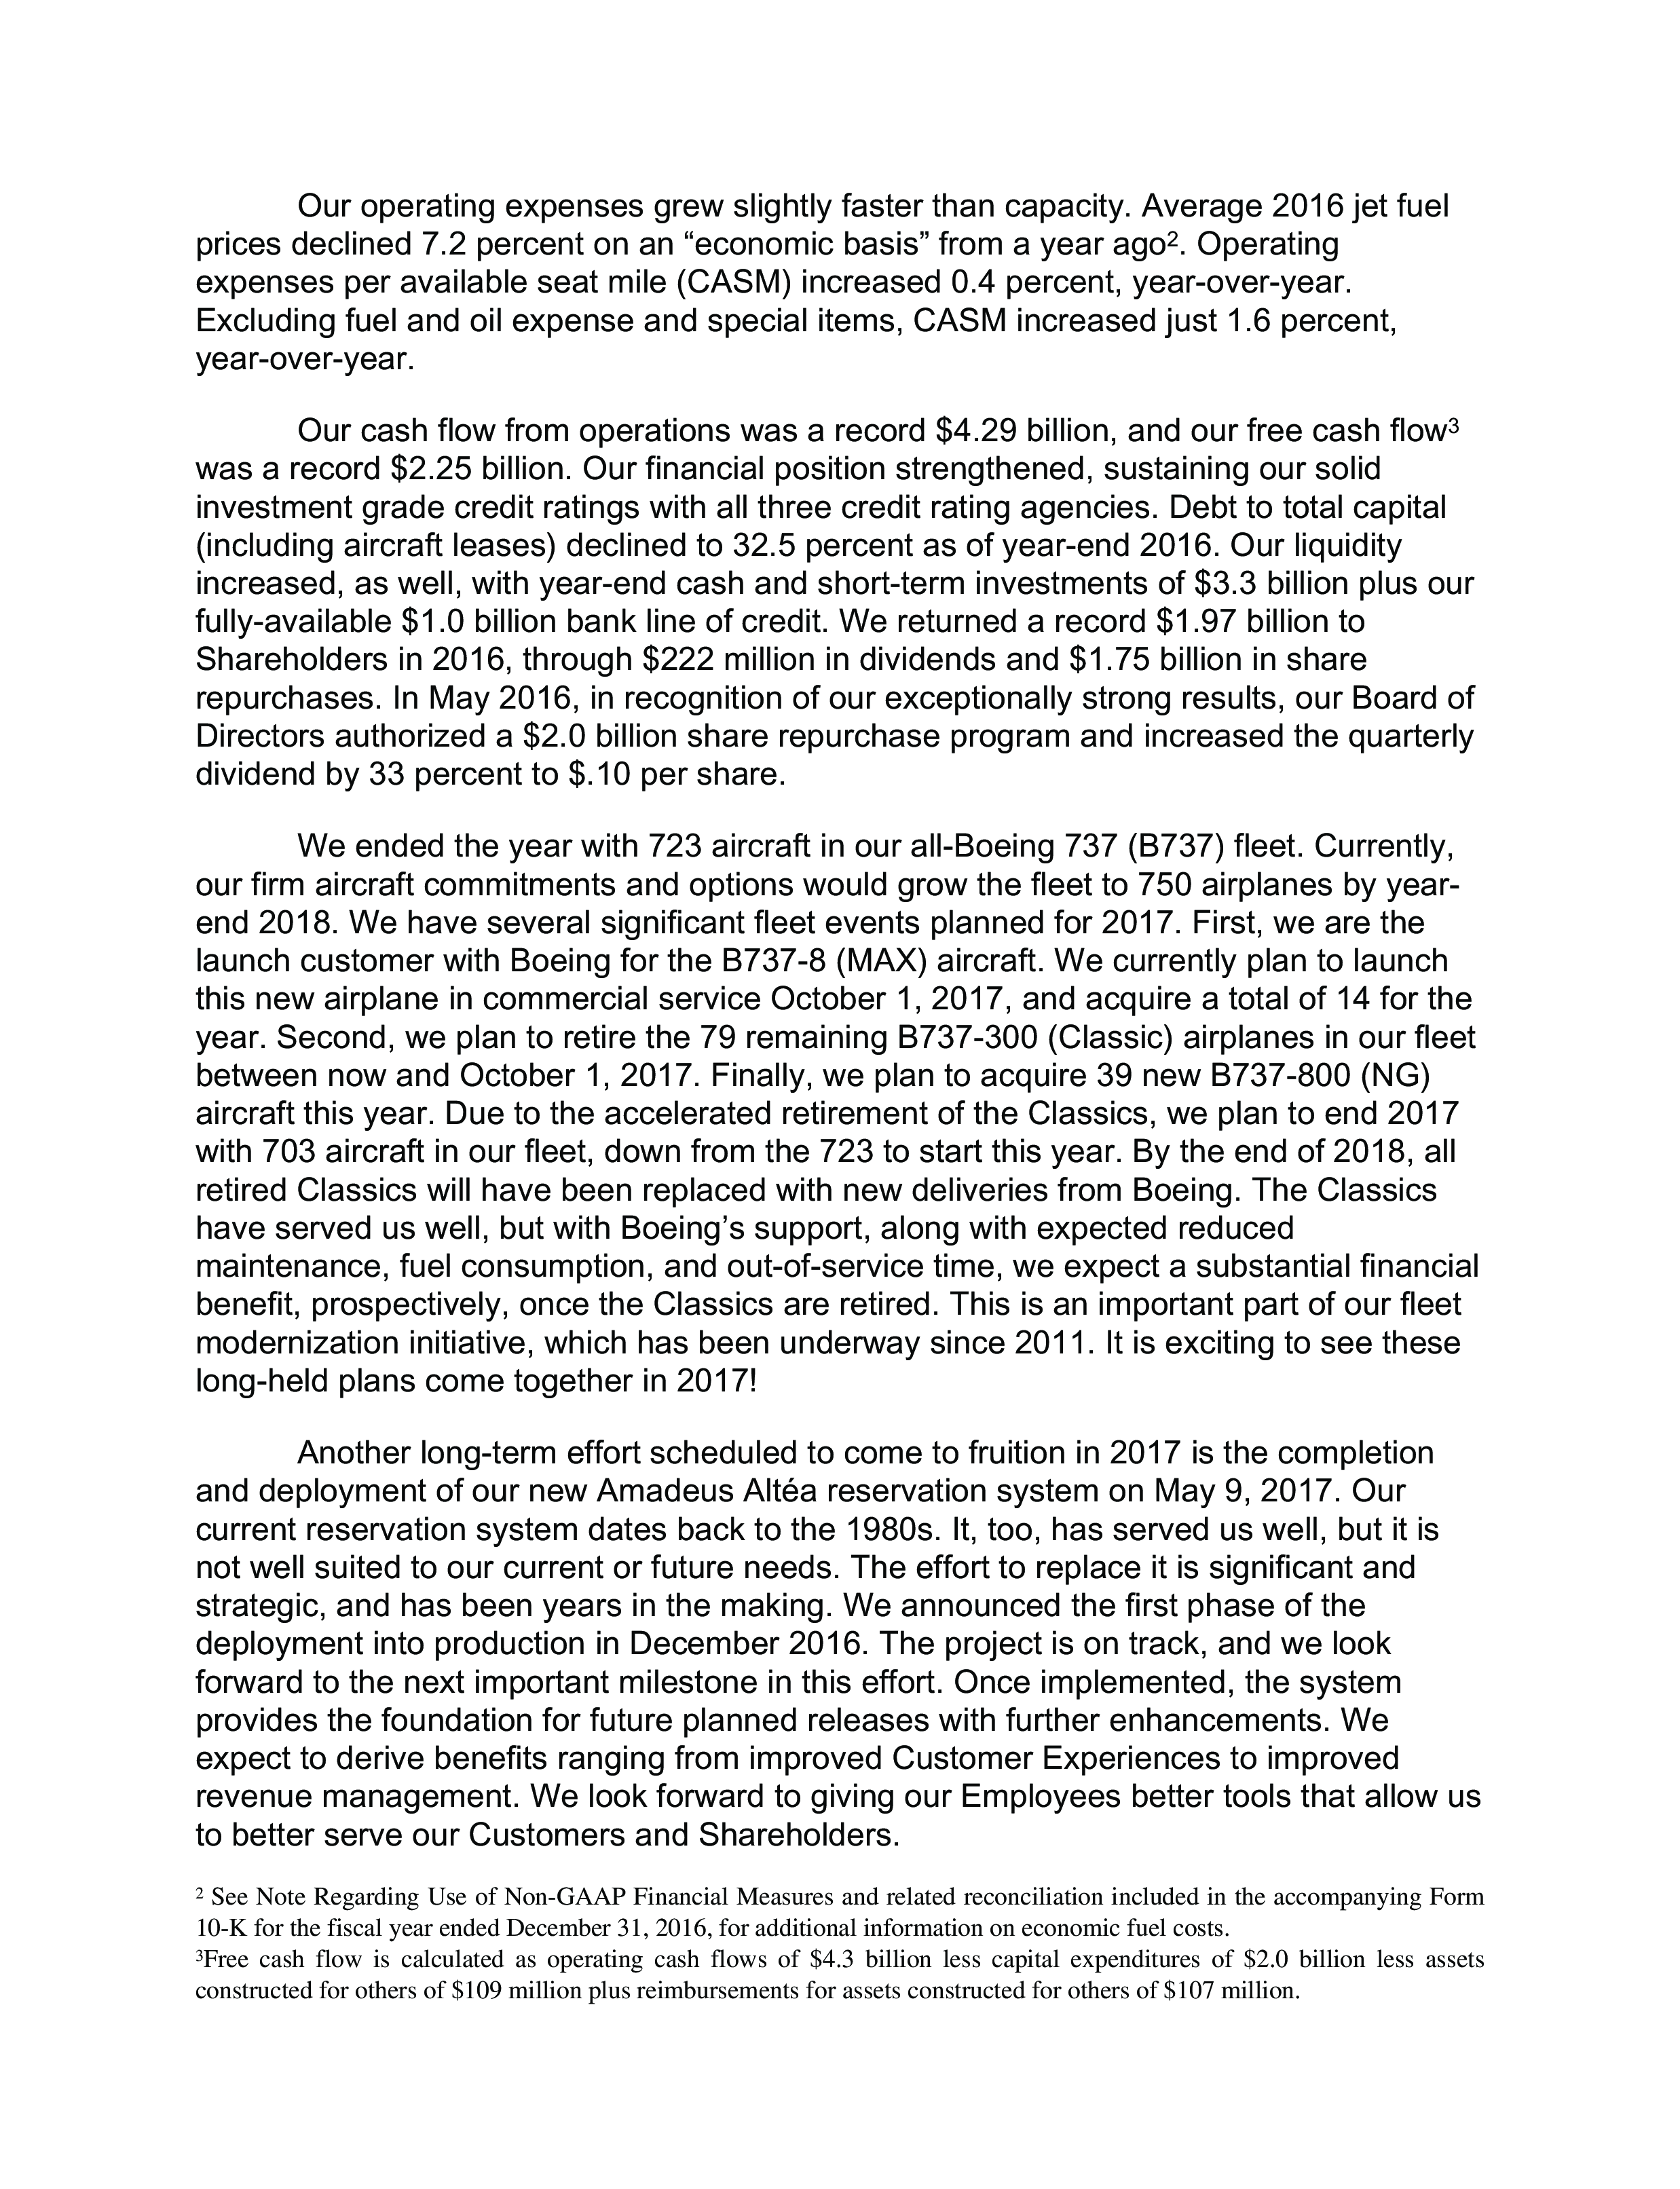 Our operating expenses grew slightly faster than capacity. Average 2016 jet fuel
prices declined 7.2 percent on an “economic basis” from a year ago². Operating
expenses per available seat mile (CASM) increased 0.4 percent, year-over-year.
Excluding fuel and oil expense and special items, CASM increased just 1.6 percent,
year-over-year.
Our cash flow from operations was a record $4.29 billion, and our free cash flow³
was a record $2.25 billion. Our financial position strengthened, sustaining our solid
investment grade credit ratings with all three credit rating agencies. Debt to total capital
(including aircraft leases) declined to 32.5 percent as of year-end 2016. Our liquidity
increased, as well, with year-end cash and short-term investments of $3.3 billion plus our
fully-available $1.0 billion bank line of credit. We returned a record $1.97 billion to
Shareholders in 2016, through $222 million in dividends and $1.75 billion in share
repurchases. In May 2016, in recognition of our exceptionally strong results, our Board of
Directors authorized a $2.0 billion share repurchase program and increased the quarterly
dividend by 33 percent to $.10 per share.
We ended the year with 723 aircraft in our all-Boeing 737 (B737) fleet. Currently,
our firm aircraft commitments and options would grow the fleet to 750 airplanes by year-
end 2018. We have several significant fleet events planned for 2017. First, we are the
launch customer with Boeing for the B737-8 (MAX) aircraft. We currently plan to launch
this new airplane in commercial service October 1, 2017, and acquire a total of 14 for the
year. Second, we plan to retire the 79 remaining B737-300 (Classic) airplanes in our fleet
between now and October 1, 2017. Finally, we plan to acquire 39 new B737-800 (NG)
aircraft this year. Due to the accelerated retirement of the Classics, we plan to end 2017
with 703 aircraft in our fleet, down from the 723 to start this year. By the end of 2018, all
retired Classics will have been replaced with new deliveries from Boeing. The Classics
have served us well, but with Boeing’s support, along with expected reduced
maintenance, fuel consumption, and out-of-service time, we expect a substantial financial
benefit, prospectively, once the Classics are retired. This is an important part of our fleet
modernization initiative, which has been underway since 2011. It is exciting to see these
long-held plans come together in 2017!
Another long-term effort scheduled to come to fruition in 2017 is the completion
and deployment of our new Amadeus Altéa reservation system on May 9, 2017. Our
current reservation system dates back to the 1980s. It, too, has served us well, but it is
not well suited to our current or future needs. The effort to replace it is significant and
strategic, and has been years in the making. We announced the first phase of the
deployment into production in December 2016. The project is on track, and we look
forward to the next important milestone in this effort. Once implemented, the system
provides the foundation for future planned releases with further enhancements. We
expect to derive benefits ranging from improved Customer Experiences to improved
revenue management. We look forward to giving our Employees better tools that allow us
to better serve our Customers and Shareholders.
² See Note Regarding Use of Non-GAAP Financial Measures and related reconciliation included in the accompanying Form
10-K for the fiscal year ended December 31, 2016, for additional information on economic fuel costs.
³Free cash flow is calculated as operating cash flows of $4.3 billion less capital expenditures of $2.0 billion less assets
constructed for others of $109 million plus reimbursements for assets constructed for others of $107 million.